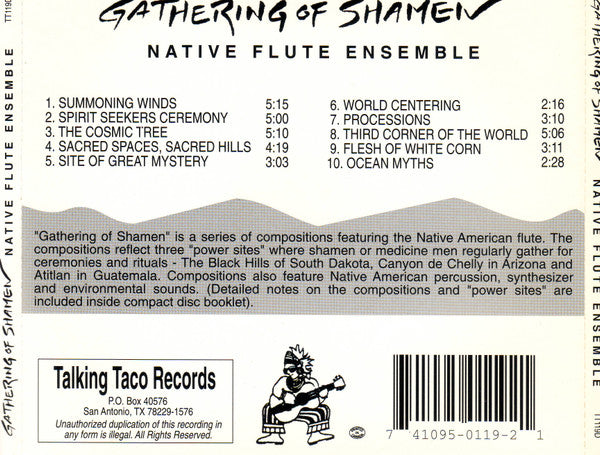 GATHERING OF SHAMEN
NATIVE FLUTE ENSEMBLE
1. SUMMONING WINDS 5:15
2. SPIRIT SEEKERS CEREMONY 5:00
3. THE COSMIC TREE 5:10
4. SACRED SPACES, SACRED HILLS 4:19
5. SITE OF GREAT MYSTERY 3:03
6. WORLD CENTERING 2:16
7. PROCESSIONS 3:10
8. THIRD CORNER OF THE WORLD 5:06
9. FLESH OF WHITE CORN 3:11
10. OCEAN MYTHS 2:28
"Gathering of Shamen" is a series of compositions featuring the Native American flute. The
compositions reflect three "power sites" where shamen or medicine men regularly gather for
ceremonies and rituals - The Black Hills of South Dakota, Canyon de Chelly in Arizona and
Atitlan in Guatemala. Compositions also feature Native American percussion, synthesizer
and environmental sounds. (Detailed notes on the compositions and "power sites" are
included inside compact disc booklet).
Talking Taco Records
P.O. Box 40576
San Antonio, TX 78229-1576
Unauthorized duplication of this recording in
any form is illegal. All Rights Reserved.
7 41095-0119-2 1
GATHERING OF SHAMEN NATIVE FLUTE ENSEMBLE TT119D
GATHERING OF SHAMEN NATIVE FLUTE ENSEMBLE TT119D